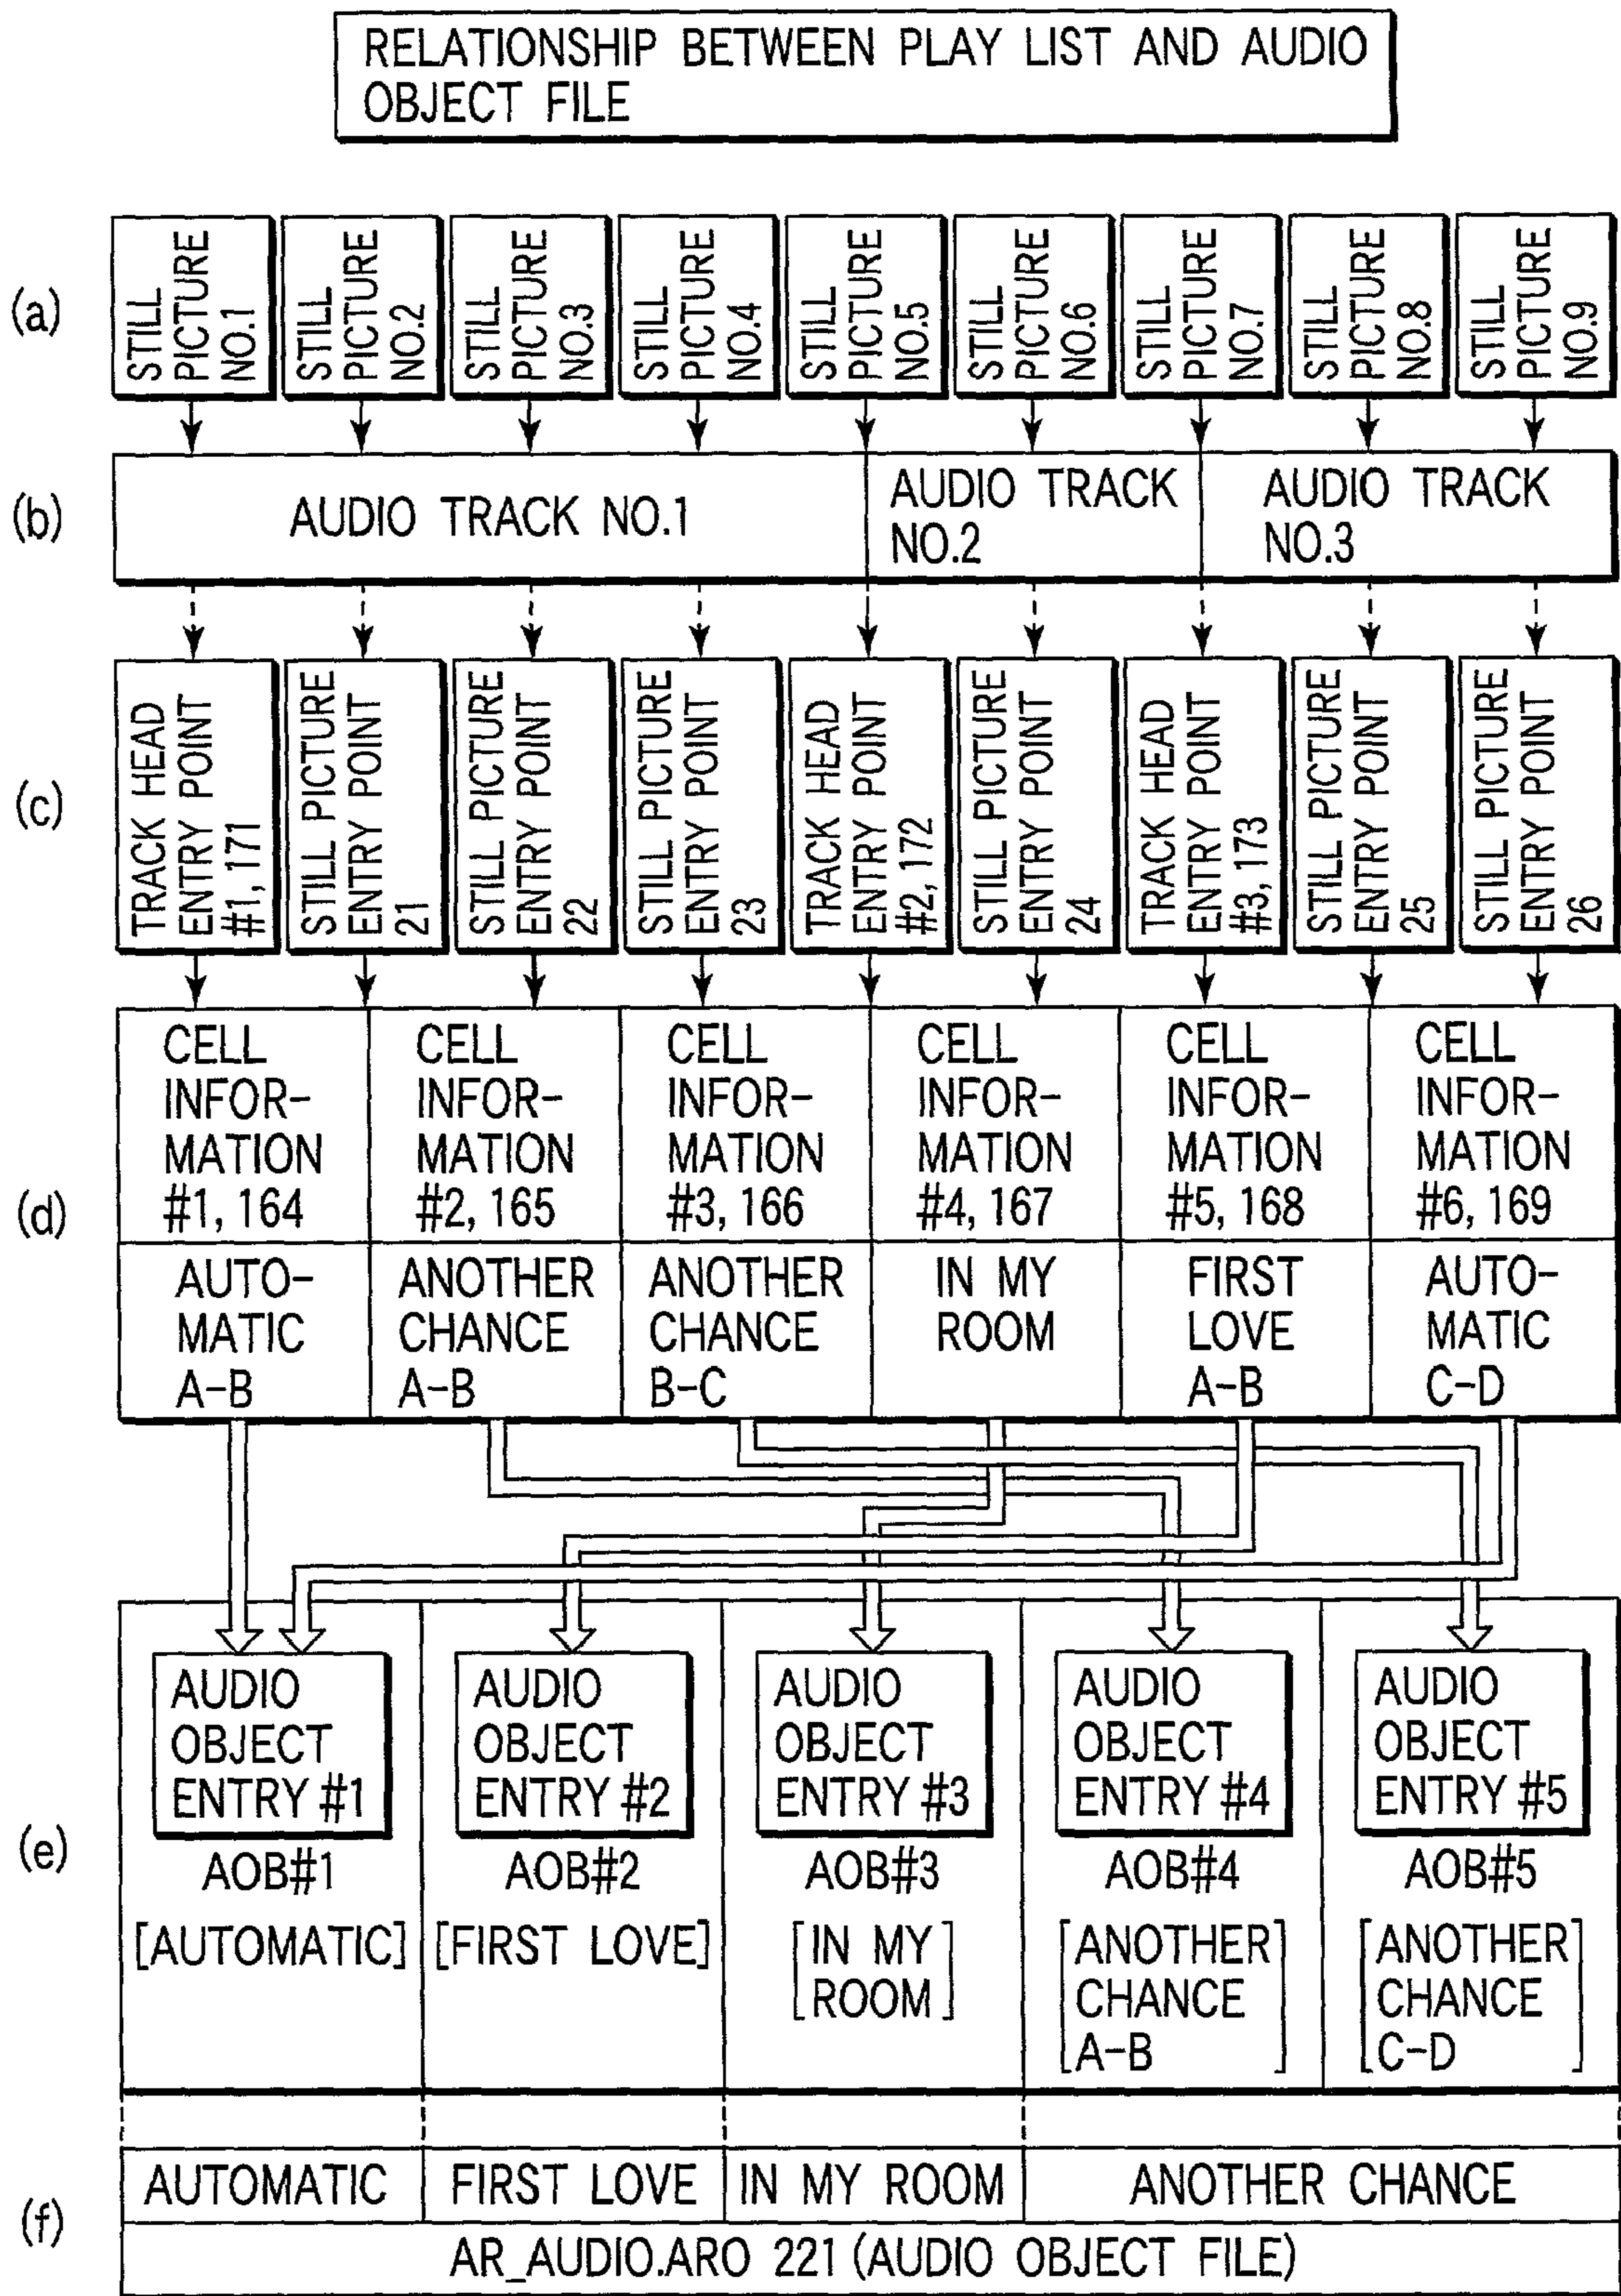 RELATIONSHIP BETWEEN PLAY LIST AND AUDIO
OBJECT FILE
(a)
STILL
PICTURE
NO.1
STILL
PICTURE
NO.2
STILL
PICTURE
NO.3
STILL
PICTURE
NO.4
STILL
PICTURE
NO.5
STILL
PICTURE
NO.6
STILL
PICTURE
NO.7
STILL
PICTURE
NO.8
STILL
PICTURE
NO.9
(b)
AUDIO TRACK NO.1
AUDIO TRACK
NO.2
AUDIO TRACK
NO.3
(c)
TRACK HEAD
ENTRY POINT
#1, 171
STILL PICTURE
ENTRY POINT
21
STILL PICTURE
ENTRY POINT
22
STILL PICTURE
ENTRY POINT
23
TRACK HEAD
ENTRY POINT
#2, 172
STILL PICTURE
ENTRY POINT
24
TRACK HEAD
ENTRY POINT
#3, 173
STILL PICTURE
ENTRY POINT
25
STILL PICTURE
ENTRY POINT
26
(d)
CELL
INFOR-
MATION
#1, 164
CELL
INFOR-
MATION
#2, 165
CELL
INFOR-
MATION
#3, 166
CELL
INFOR-
MATION
#4, 167
CELL
INFOR-
MATION
#5, 168
CELL
INFOR-
MATION
#6, 169
AUTO-
MATIC
A-B
ANOTHER
CHANCE
A-B
ANOTHER
CHANCE
B-C
IN MY
ROOM
FIRST
LOVE
A-B
AUTO-
MATIC
C-D
(e)
AUDIO
OBJECT
ENTRY #1
AOB#1
[AUTOMATIC]
AUDIO
OBJECT
ENTRY #2
AOB#2
[FIRST LOVE]
AUDIO
OBJECT
ENTRY #3
AOB#3
[IN MY
ROOM]
AUDIO
OBJECT
ENTRY #4
AOB#4
[ANOTHER
CHANCE
A-B]
AUDIO
OBJECT
ENTRY #5
AOB#5
[ANOTHER
CHANCE
C-D]
(f)
AUTOMATIC
FIRST LOVE
IN MY ROOM
ANOTHER CHANCE
AR_AUDIO.ARO 221 (AUDIO OBJECT FILE)